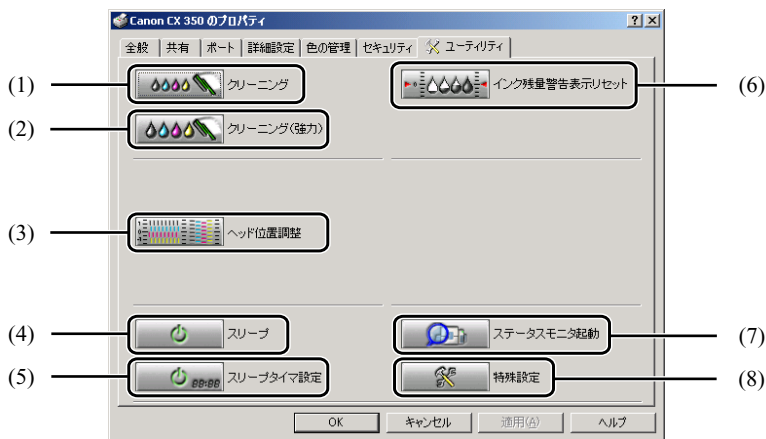 Canon CX 350 のプロパティ
全般 共有 ポート 詳細設定 色の管理 セキュリティ ユーティリティ
(1) クリーニング
(6) インク残量警告表示リセット
(2) クリーニング(強力)
(3) ヘッド位置調整
(4) スリープ
(7) ステータスモニタ起動
(5) 88:88 スリープタイマ設定
(8) 特殊設定
OK キャンセル 適用(A) ヘルプ